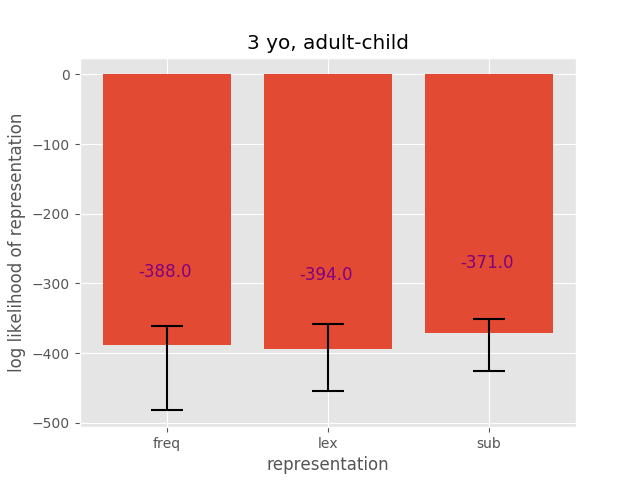 3 yo, adult-child
log likelihood of representation
0
−100
−200
−300
−400
−500
-388.0
-394.0
-371.0
freq
lex
sub
representation